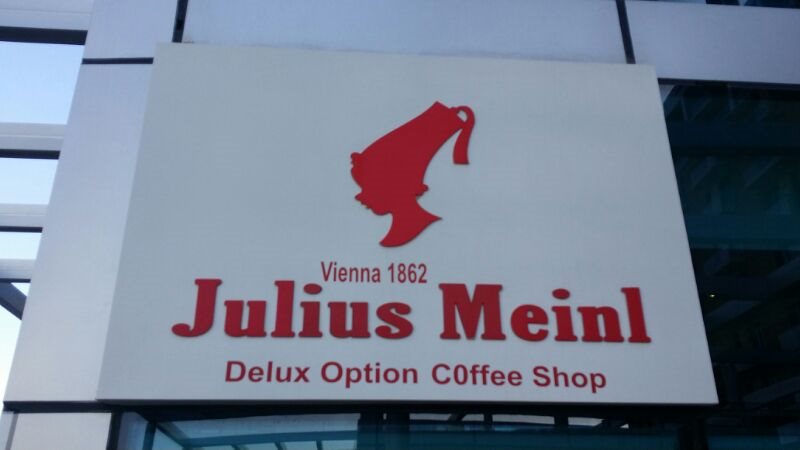 Vienna 1862
Julius Meinl
Delux Option C0ffee Shop